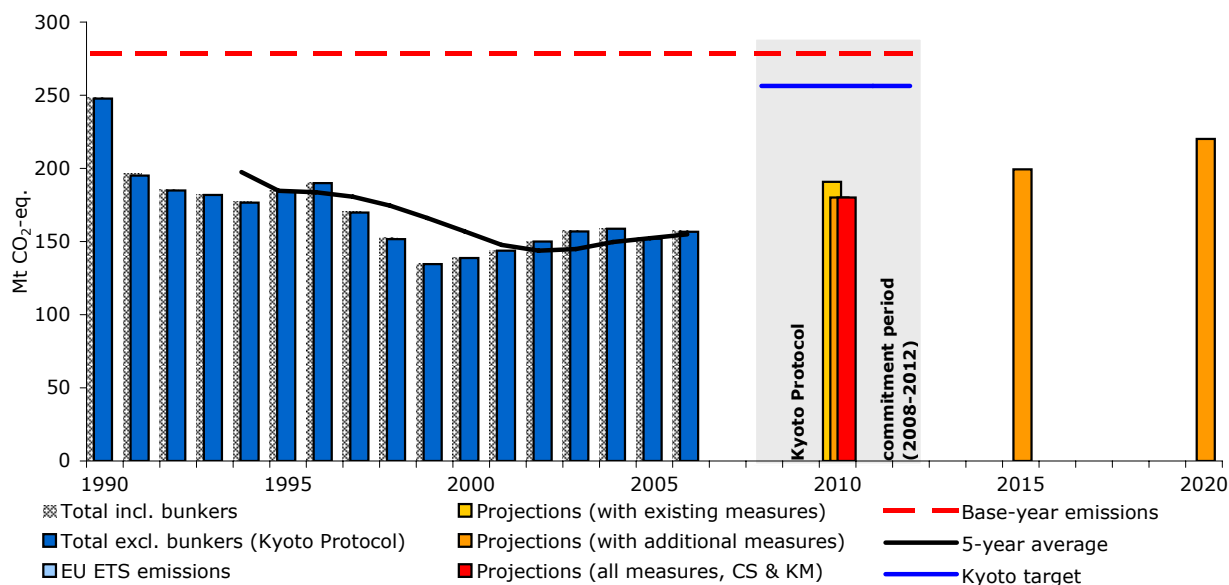 300
250
200
150
100
50
0
Mt CO₂-eq.
Kyoto Protocol
commitment period
(2008-2012)
1990 1995 2000 2005 2010 2015 2020
Total incl. bunkers
Projections (with existing measures)
Base-year emissions
Total excl. bunkers (Kyoto Protocol)
Projections (with additional measures)
5-year average
EU ETS emissions
Projections (all measures, CS & KM)
Kyoto target